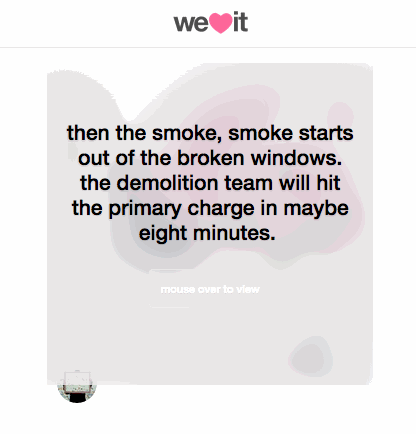 we it
then the smoke, smoke starts
out of the broken windows.
the demolition team will hit
the primary charge in maybe
eight minutes.
mouse over to view